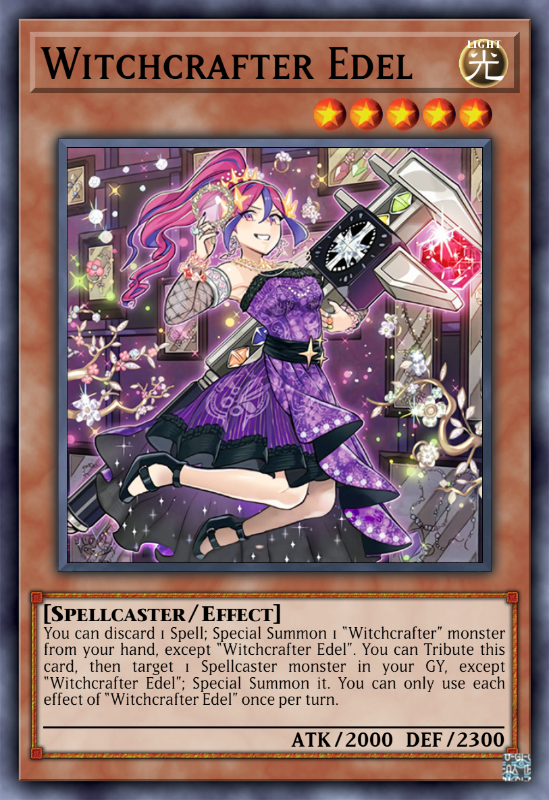 Witchcrafter Edel
LIGHT
光
[Spellcaster/Effect]
You can discard 1 Spell; Special Summon 1 "Witchcrafter" monster
from your hand, except "Witchcrafter Edel". You can Tribute this
card, then target 1 Spellcaster monster in your GY, except
"Witchcrafter Edel"; Special Summon it. You can only use each
effect of "Witchcrafter Edel" once per turn.
ATK/2000 DEF/2300